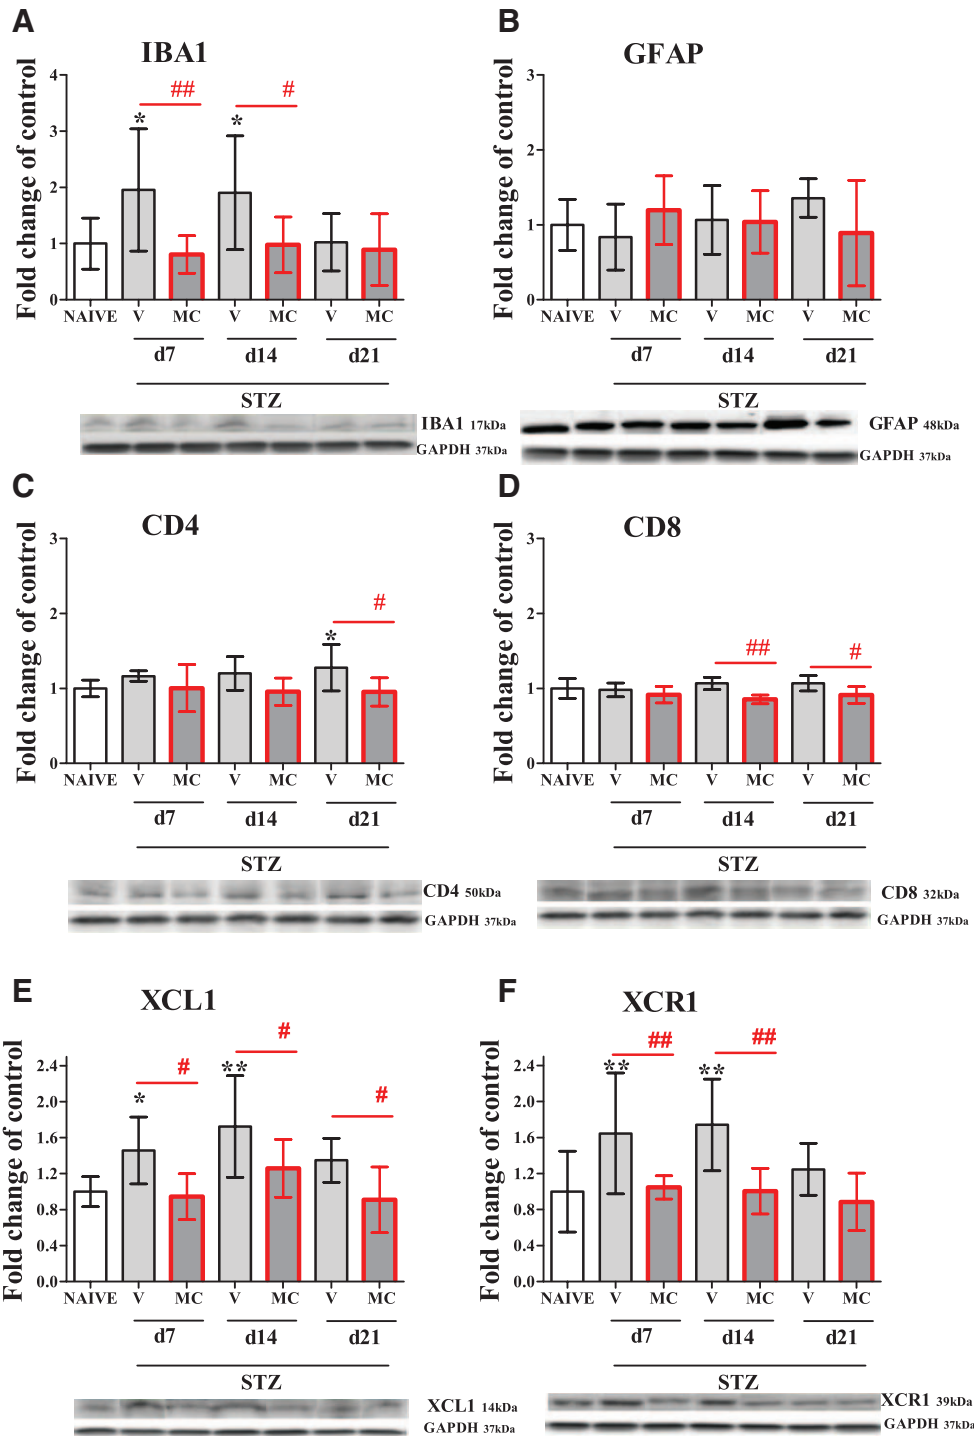 A
IBA1
Fold change of control
4
3
2
1
0
*
##
*
#
NAIVE V MC V MC V MC
d7 d14 d21
STZ
IBA1 17kDa
GAPDH 37kDa
B
GFAP
Fold change of control
3
2
1
0
NAIVE V MC V MC V MC
d7 d14 d21
STZ
GFAP 48kDa
GAPDH 37kDa
C
CD4
Fold change of control
3
2
1
0
*
#
NAIVE V MC V MC V MC
d7 d14 d21
STZ
CD4 50kDa
GAPDH 37kDa
D
CD8
Fold change of control
3
2
1
0
##
#
NAIVE V MC V MC V MC
d7 d14 d21
STZ
CD8 32kDa
GAPDH 37kDa
E
XCL1
Fold change of control
2.4
2.0
1.6
1.2
0.8
0.4
0.0
*
#
**
#
#
NAIVE V MC V MC V MC
d7 d14 d21
STZ
XCL1 14kDa
GAPDH 37kDa
F
XCR1
Fold change of control
2.4
2.0
1.6
1.2
0.8
0.4
0.0
**
##
**
##
NAIVE V MC V MC V MC
d7 d14 d21
STZ
XCR1 39kDa
GAPDH 37kDa